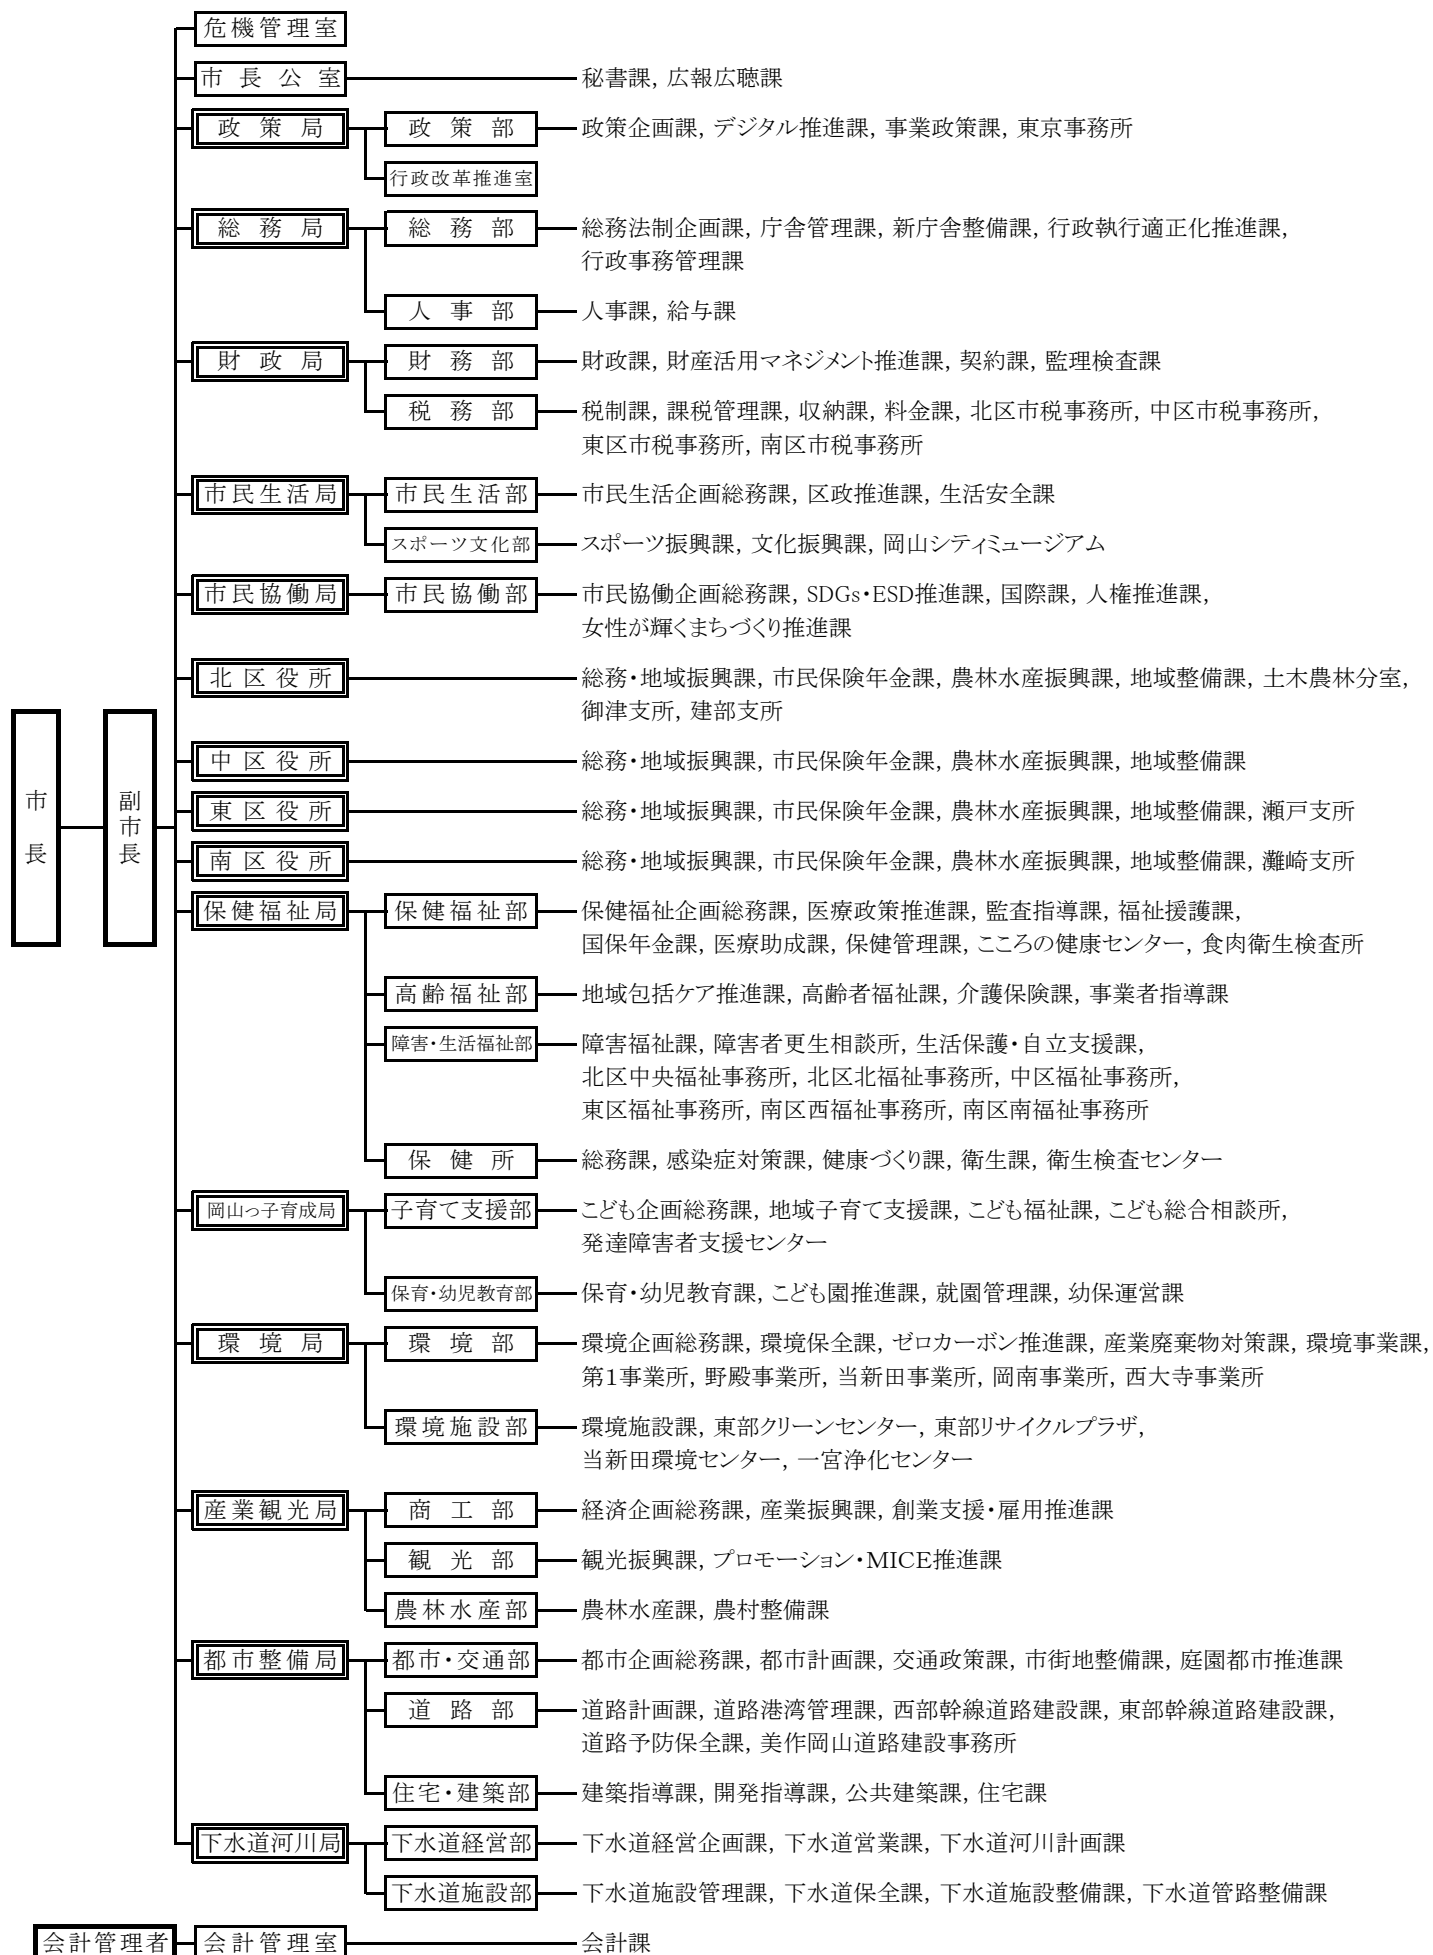 危機管理室
市長公室 秘書課, 広報広聴課
政策局 政策部 政策企画課, デジタル推進課, 事業政策課, 東京事務所
行政改革推進室
総務局 総務部 総務法制企画課, 庁舎管理課, 新庁舎整備課, 行政執行適正化推進課,
行政事務管理課
人事部 人事課, 給与課
財政局 財務部 財政課, 財産活用マネジメント推進課, 契約課, 監理検査課
税務部 税制課, 課税管理課, 収納課, 料金課, 北区市税事務所, 中区市税事務所,
東区市税事務所, 南区市税事務所
市民生活局 市民生活部 市民生活企画総務課, 区政推進課, 生活安全課
スポーツ文化部 スポーツ振興課, 文化振興課, 岡山シティミュージアム
市民協働局 市民協働部 市民協働企画総務課, SDGs・ESD推進課, 国際課, 人権推進課,
女性が輝くまちづくり推進課
北区役所 総務・地域振興課, 市民保険年金課, 農林水産振興課, 地域整備課, 土木農林分室,
御津支所, 建部支所
中区役所 総務・地域振興課, 市民保険年金課, 農林水産振興課, 地域整備課
市長 副市長 東区役所 総務・地域振興課, 市民保険年金課, 農林水産振興課, 地域整備課, 瀬戸支所
南区役所 総務・地域振興課, 市民保険年金課, 農林水産振興課, 地域整備課, 灘崎支所
保健福祉局 保健福祉部 保健福祉企画総務課, 医療政策推進課, 監査指導課, 福祉援護課,
国保年金課, 医療助成課, 保健管理課, こころの健康センター, 食肉衛生検査所
高齢福祉部 地域包括ケア推進課, 高齢者福祉課, 介護保険課, 事業者指導課
障害・生活福祉部 障害福祉課, 障害者更生相談所, 生活保護・自立支援課,
北区中央福祉事務所, 北区北福祉事務所, 中区福祉事務所,
東区福祉事務所, 南区西福祉事務所, 南区南福祉事務所
保健所 総務課, 感染症対策課, 健康づくり課, 衛生課, 衛生検査センター
岡山っ子育成局 子育て支援部 こども企画総務課, 地域子育て支援課, こども福祉課, こども総合相談所,
発達障害者支援センター
保育・幼児教育部 保育・幼児教育課, こども園推進課, 就園管理課, 幼保運営課
環境局 環境部 環境企画総務課, 環境保全課, ゼロカーボン推進課, 産業廃棄物対策課, 環境事業課,
第1事業所, 野殿事業所, 当新田事業所, 岡南事業所, 西大寺事業所
環境施設部 環境施設課, 東部クリーンセンター, 東部リサイクルプラザ,
当新田環境センター, 一宮浄化センター
産業観光局 商工部 経済企画総務課, 産業振興課, 創業支援・雇用推進課
観光部 観光振興課, プロモーション・MICE推進課
農林水産部 農林水産課, 農村整備課
都市整備局 都市・交通部 都市企画総務課, 都市計画課, 交通政策課, 市街地整備課, 庭園都市推進課
道路部 道路計画課, 道路港湾管理課, 西部幹線道路建設課, 東部幹線道路建設課,
道路予防保全課, 美作岡山道路建設事務所
住宅・建築部 建築指導課, 開発指導課, 公共建築課, 住宅課
下水道河川局 下水道経営部 下水道経営企画課, 下水道営業課, 下水道河川計画課
下水道施設部 下水道施設管理課, 下水道保全課, 下水道施設整備課, 下水道管路整備課
会計管理者 会計管理室 会計課